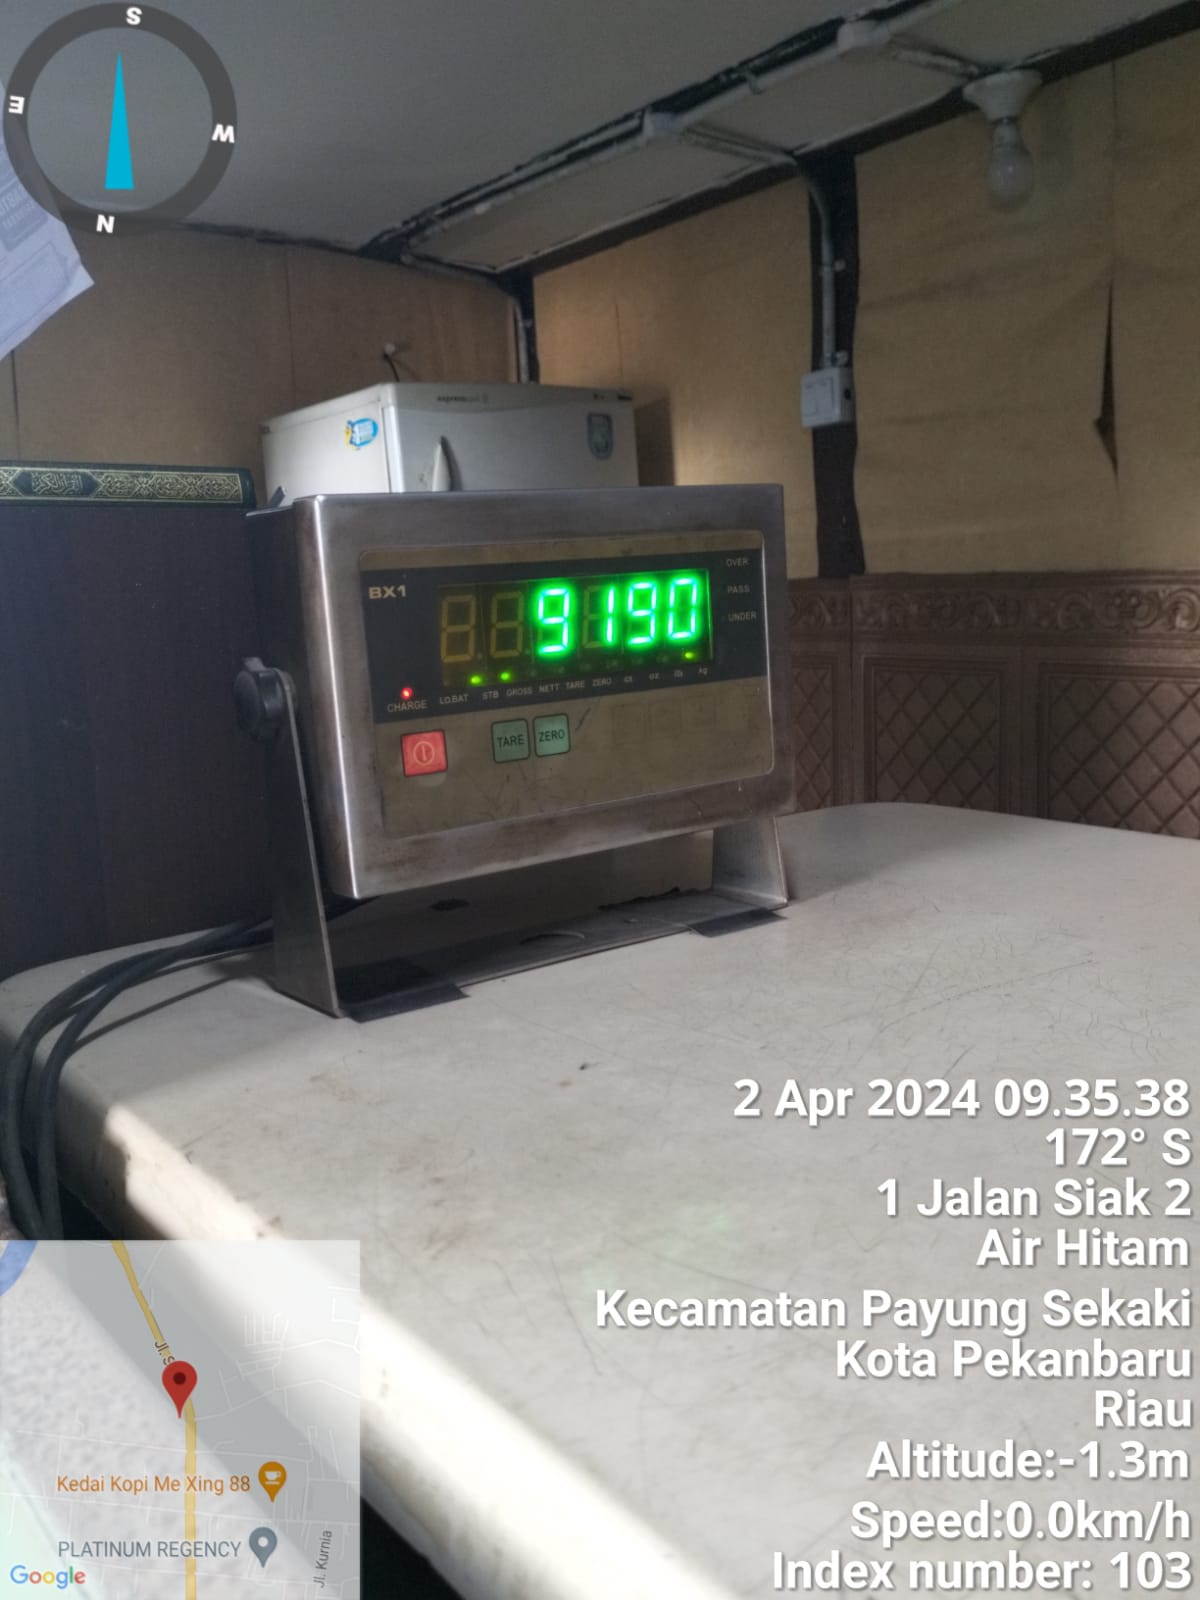 S
E
W
N
BX1
9190
OVER
PASS
UNDER
CHARGE LO.BAT STB GROSS NETT TARE ZERO
kg
TARE ZERO
2 Apr 2024 09.35.38
172° S
1 Jalan Siak 2
Air Hitam
Kecamatan Payung Sekaki
Kota Pekanbaru
Riau
Altitude:-1.3m
Speed:0.0km/h
Index number: 103
Jl. S
Kedai Kopi Me Xing 88
PLATINUM REGENCY
Jl. Kurnia
Google